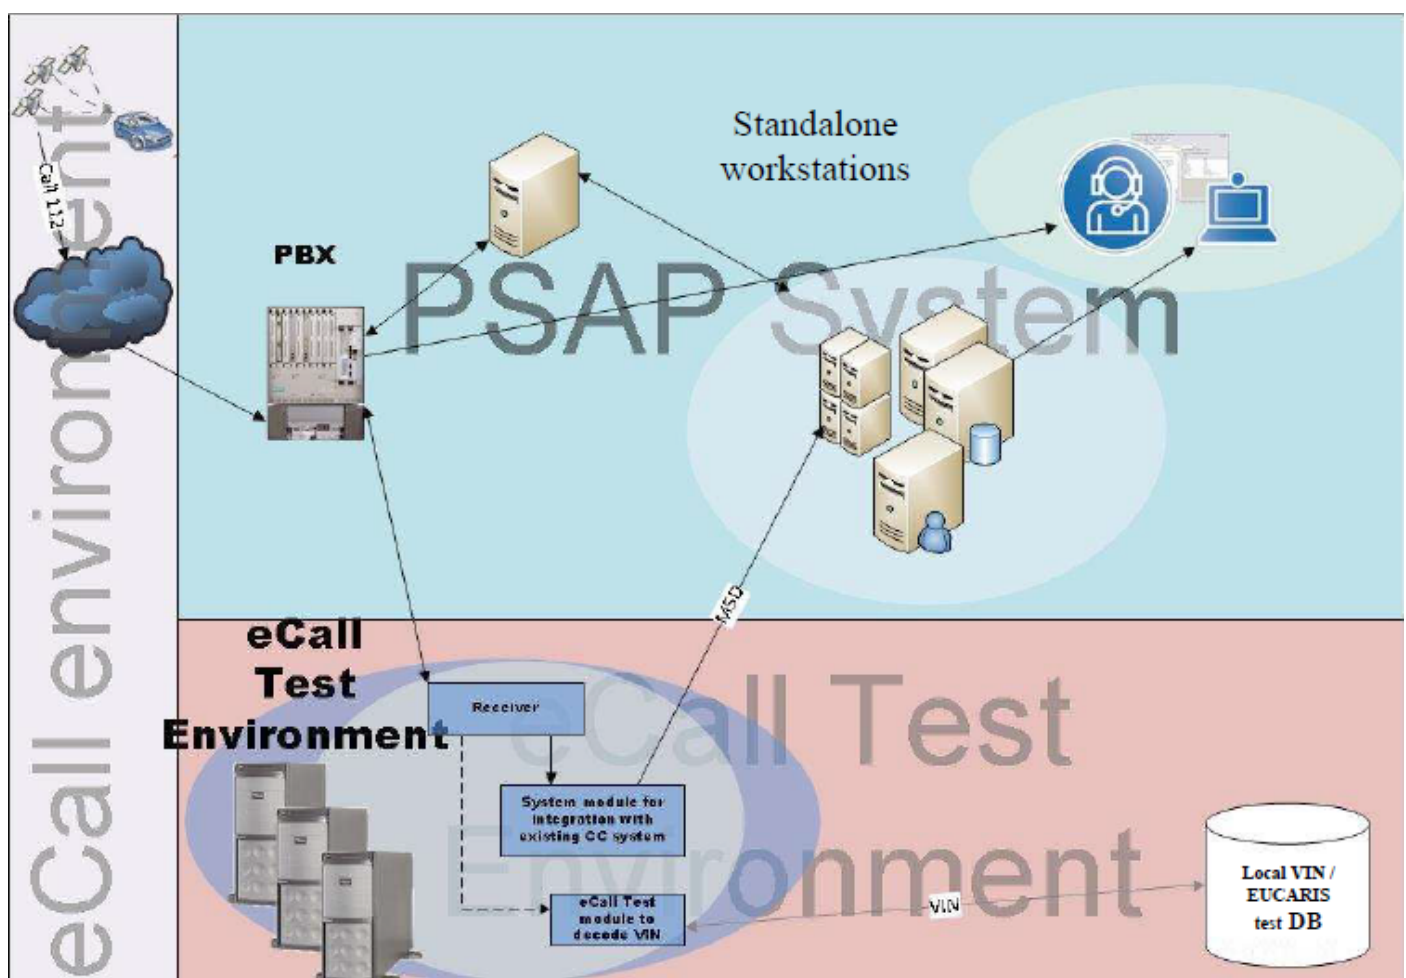 eCall environment
Call 112
PBX
PSAP System
Standalone
workstations
MSD
eCall
Test
Environment
eCall Test
Environment
Receiver
System module for
integration with
existing CC system
eCall Test
module to
decode VIN
VIN
Local VIN /
EUCARIS
test DB